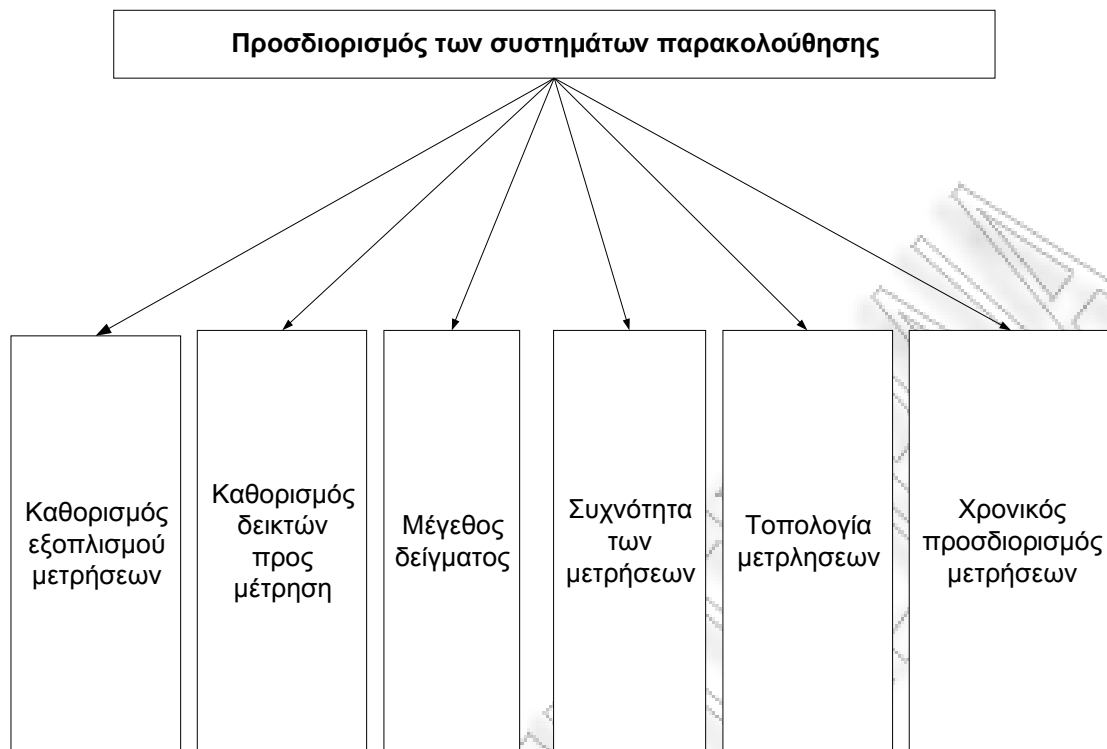 Προσδιορισμός των συστημάτων παρακολούθησης
Καθορισμός
εξοπλισμού
μετρήσεων
Καθορισμός
δεικτών
προς
μέτρηση
Μέγεθος
δείγματος
Συχνότητα
των
μετρήσεων
Τοπολογία
μετρλησεων
Χρονικός
προσδιορισμός
μετρήσεων